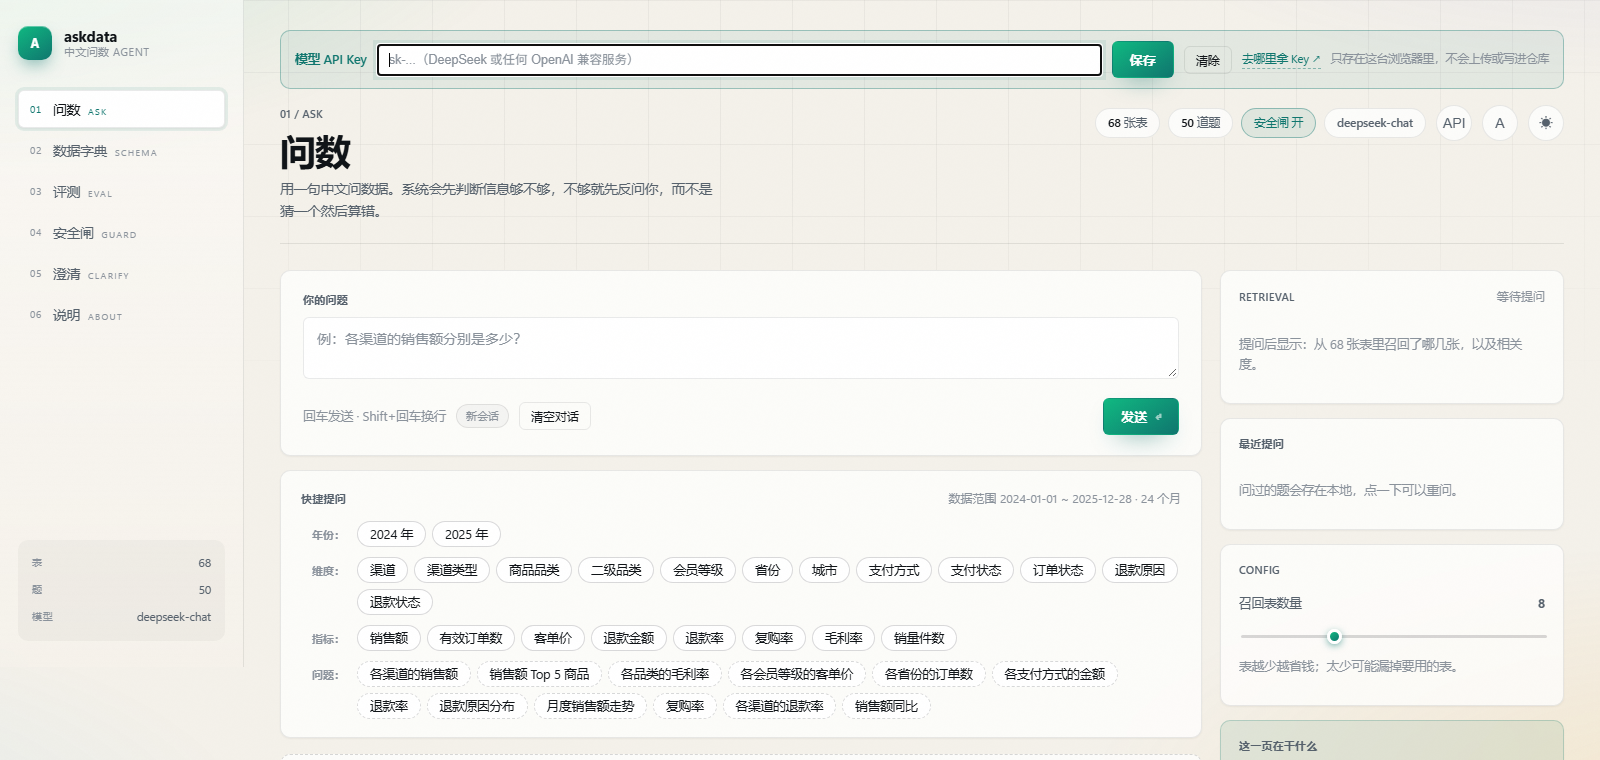 A
askdata
中文问数 AGENT
01 问数 ASK
02 数据字典 SCHEMA
03 评测 EVAL
04 安全闸 GUARD
05 澄清 CLARIFY
06 说明 ABOUT
表 68
题 50
模型 deepseek-chat
模型 API Key sk-...（DeepSeek 或任何 OpenAI 兼容服务） 保存 清除 去哪里拿 Key ↗ 只存在这台浏览器里，不会上传或写进仓库
01 / ASK
68 张表 50 道题 安全闸 开 deepseek-chat API A
问数
用一句中文问数据。系统会先判断信息够不够，不够就先反问你，而不是
猜一个然后算错。
你的问题
例：各渠道的销售额分别是多少？
回车发送 · Shift+回车换行 新会话 清空对话 发送
快捷提问 数据范围 2024-01-01 ~ 2025-12-28 · 24 个月
年份： 2024 年 2025 年
维度： 渠道 渠道类型 商品品类 二级品类 会员等级 省份 城市 支付方式 支付状态 订单状态 退款原因
退款状态
指标： 销售额 有效订单数 客单价 退款金额 退款率 复购率 毛利率 销量件数
问题： 各渠道的销售额 销售额 Top 5 商品 各品类的毛利率 各会员等级的客单价 各省份的订单数 各支付方式的金额
退款率 退款原因分布 月度销售额走势 复购率 各渠道的退款率 销售额同比
RETRIEVAL 等待提问
提问后显示：从 68 张表里召回了哪几张，以及相关
度。
最近提问
问过的题会存在本地，点一下可以重问。
CONFIG
召回表数量 8
表越少越省钱；太少可能漏掉要用的表。
这一页在干什么